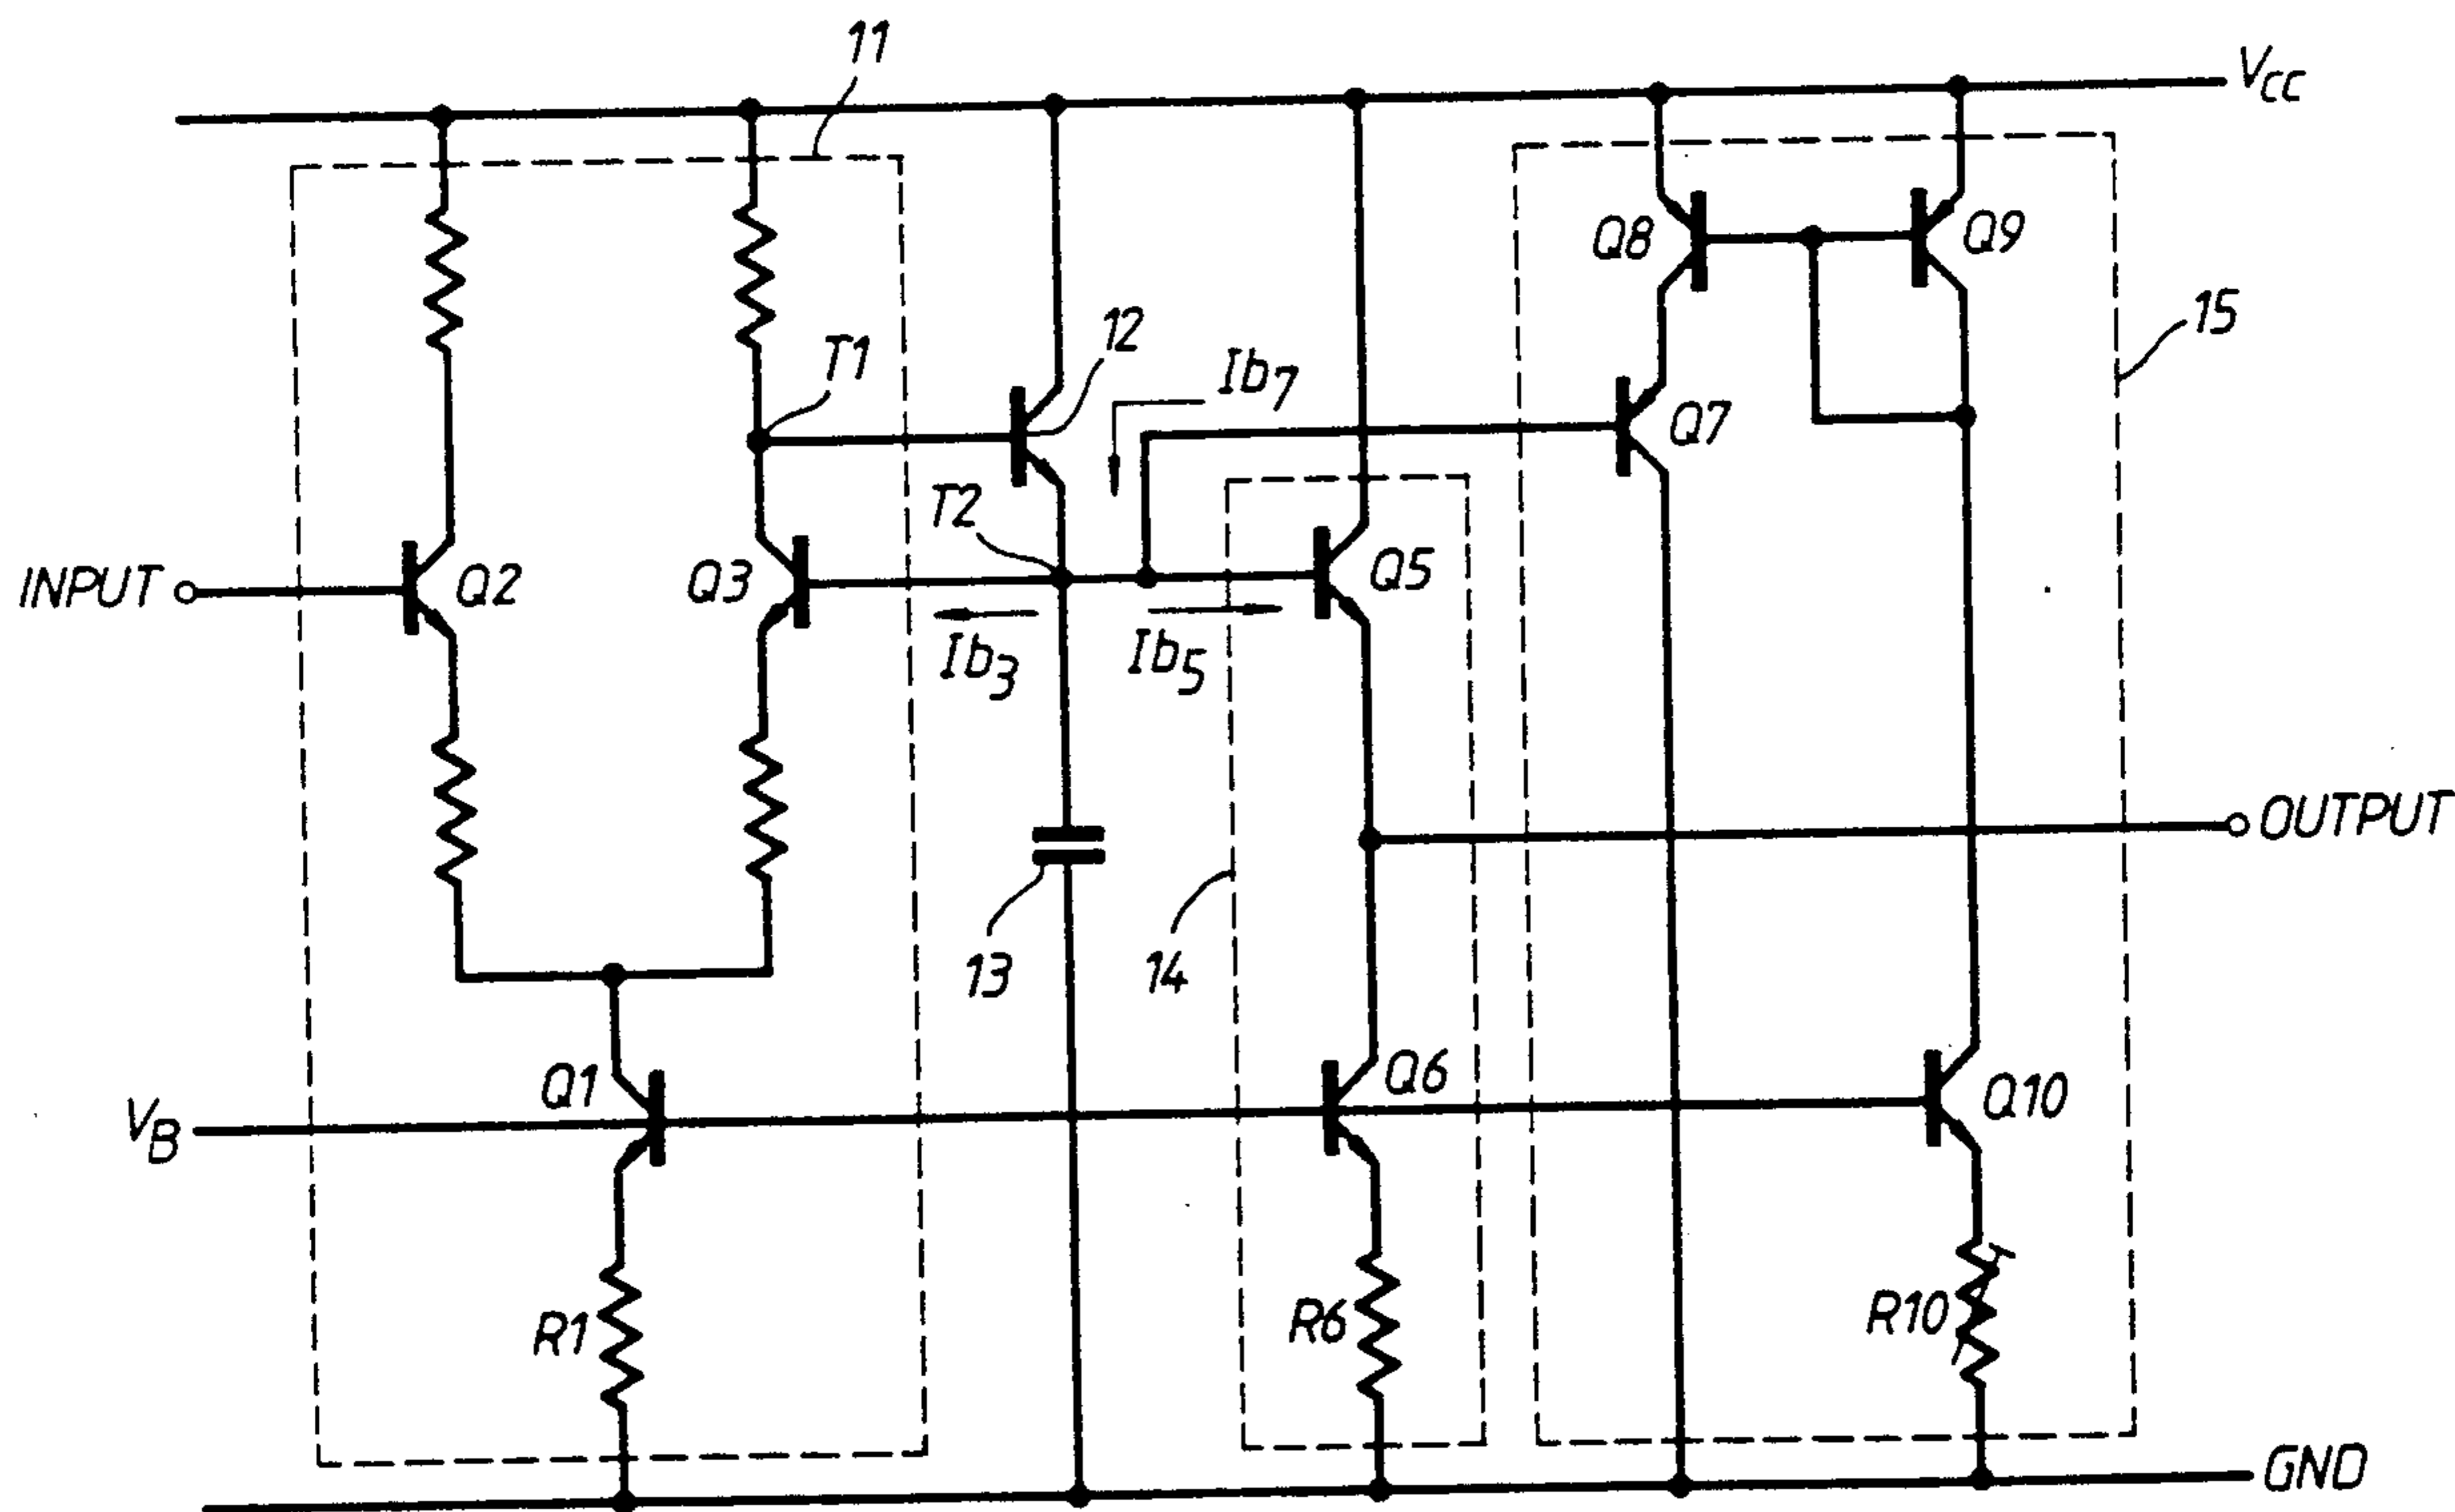 11
VCC
Q8
Q9
15
12
T1
Ib7
Q7
T2
INPUT
Q2
Q3
Q5
Ib3
Ib5
OUTPUT
13
14
Q1
Q6
Q10
VB
R1
R6
R10
GND